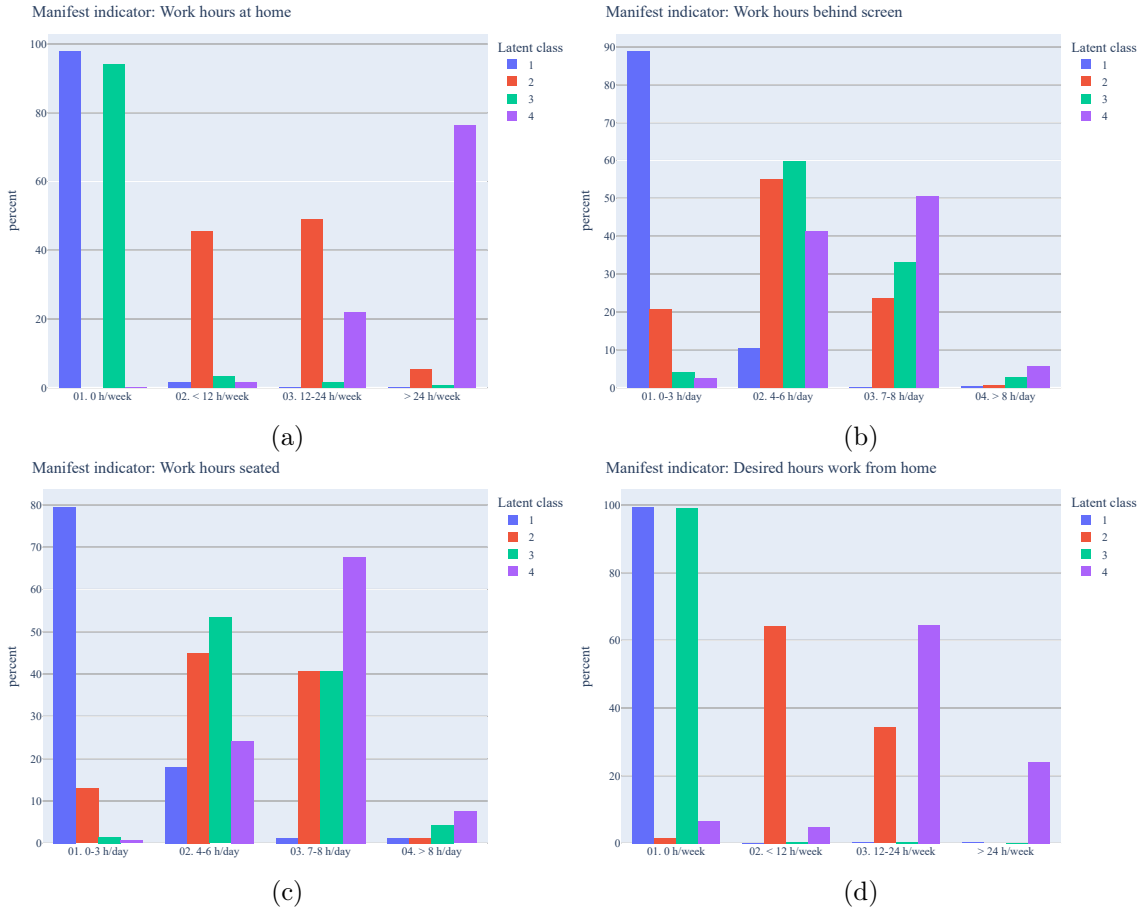 Manifest indicator: Work hours at home
percent
100
80
60
40
20
0
01. 0 h/week 02. < 12 h/week 03. 12-24 h/week > 24 h/week
Latent class
1
2
3
4
(a)
Manifest indicator: Work hours behind screen
percent
90
80
70
60
50
40
30
20
10
0
01. 0-3 h/day 02. 4-6 h/day 03. 7-8 h/day 04. > 8 h/day
Latent class
1
2
3
4
(b)
Manifest indicator: Work hours seated
percent
80
70
60
50
40
30
20
10
0
01. 0-3 h/day 02. 4-6 h/day 03. 7-8 h/day 04. > 8 h/day
Latent class
1
2
3
4
(c)
Manifest indicator: Desired hours work from home
percent
100
80
60
40
20
0
01. 0 h/week 02. < 12 h/week 03. 12-24 h/week > 24 h/week
Latent class
1
2
3
4
(d)